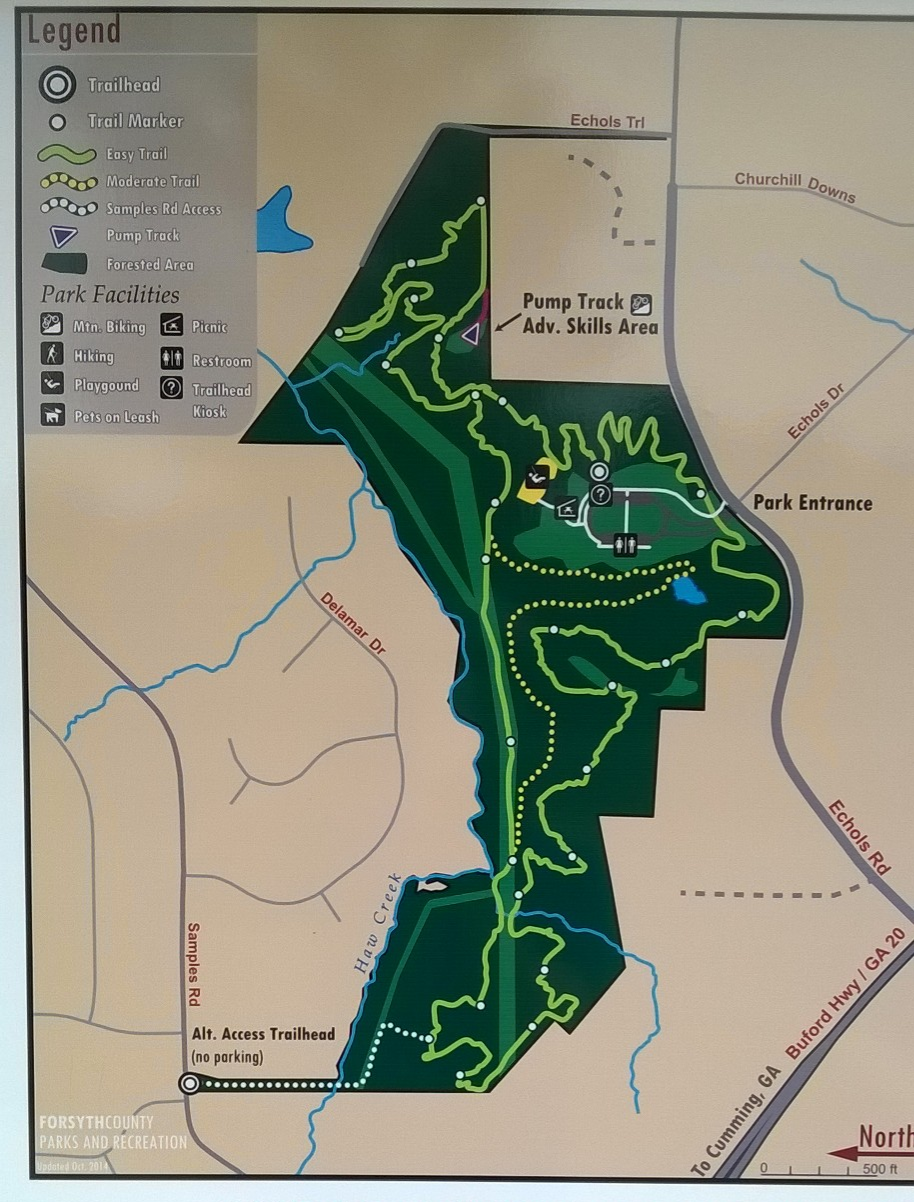 Legend
Trailhead
Trail Marker
Easy Trail
Moderate Trail
Samples Rd Access
Pump Track
Forested Area
Park Facilities
Mtn. Biking
Picnic
Hiking
Restroom
Playgound
Trailhead
Kiosk
Pets on Leash
Echols Trl
Churchill Downs
Pump Track
Adv. Skills Area
Echols Dr
Park Entrance
?
Delamar Dr
Echols Rd
Haw Creek
Samples Rd
Buford Hwy / GA 20
Alt. Access Trailhead
(no parking)
To Cumming, GA
FORSYTHCOUNTY
PARKS AND RECREATION
Updated Oct. 2014
North
0 500 ft